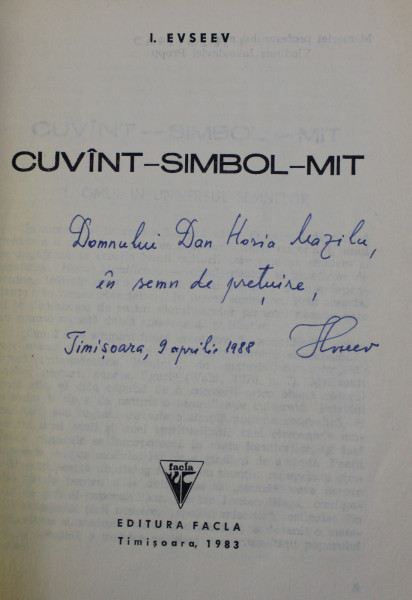 I. EVSEEV
CUVÎNT–SIMBOL–MIT
Domnului Dan Horia Mazilu,
în semn de prețuire,
Timișoara, 9 aprilie 1988 IEvseev
facla
EDITURA FACLA
Timișoara, 1983